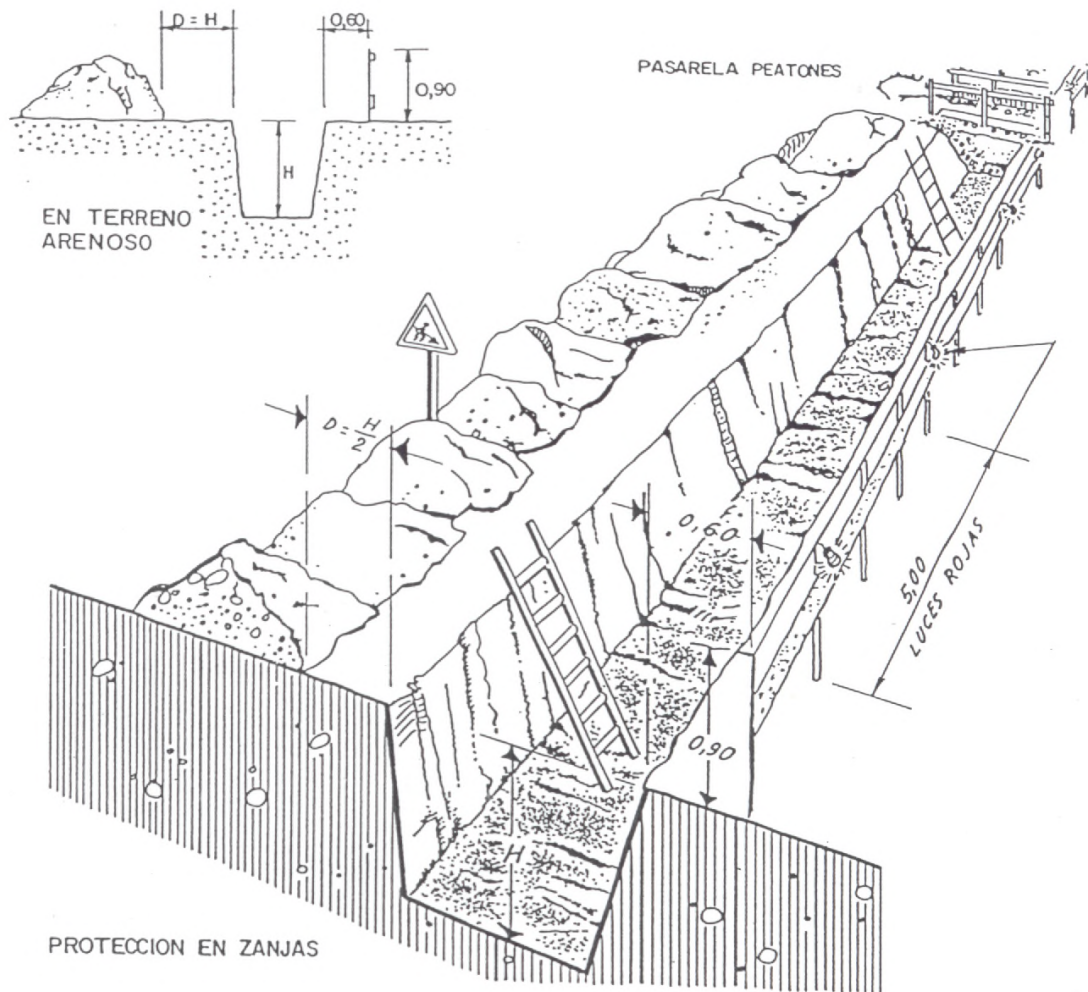 D = H
0,60
0,90
H
EN TERRENO
ARENOSO
PASARELA PEATONES
D = H/2
0,60
5,00
LUCES ROJAS
0,90
H
PROTECCION EN ZANJAS